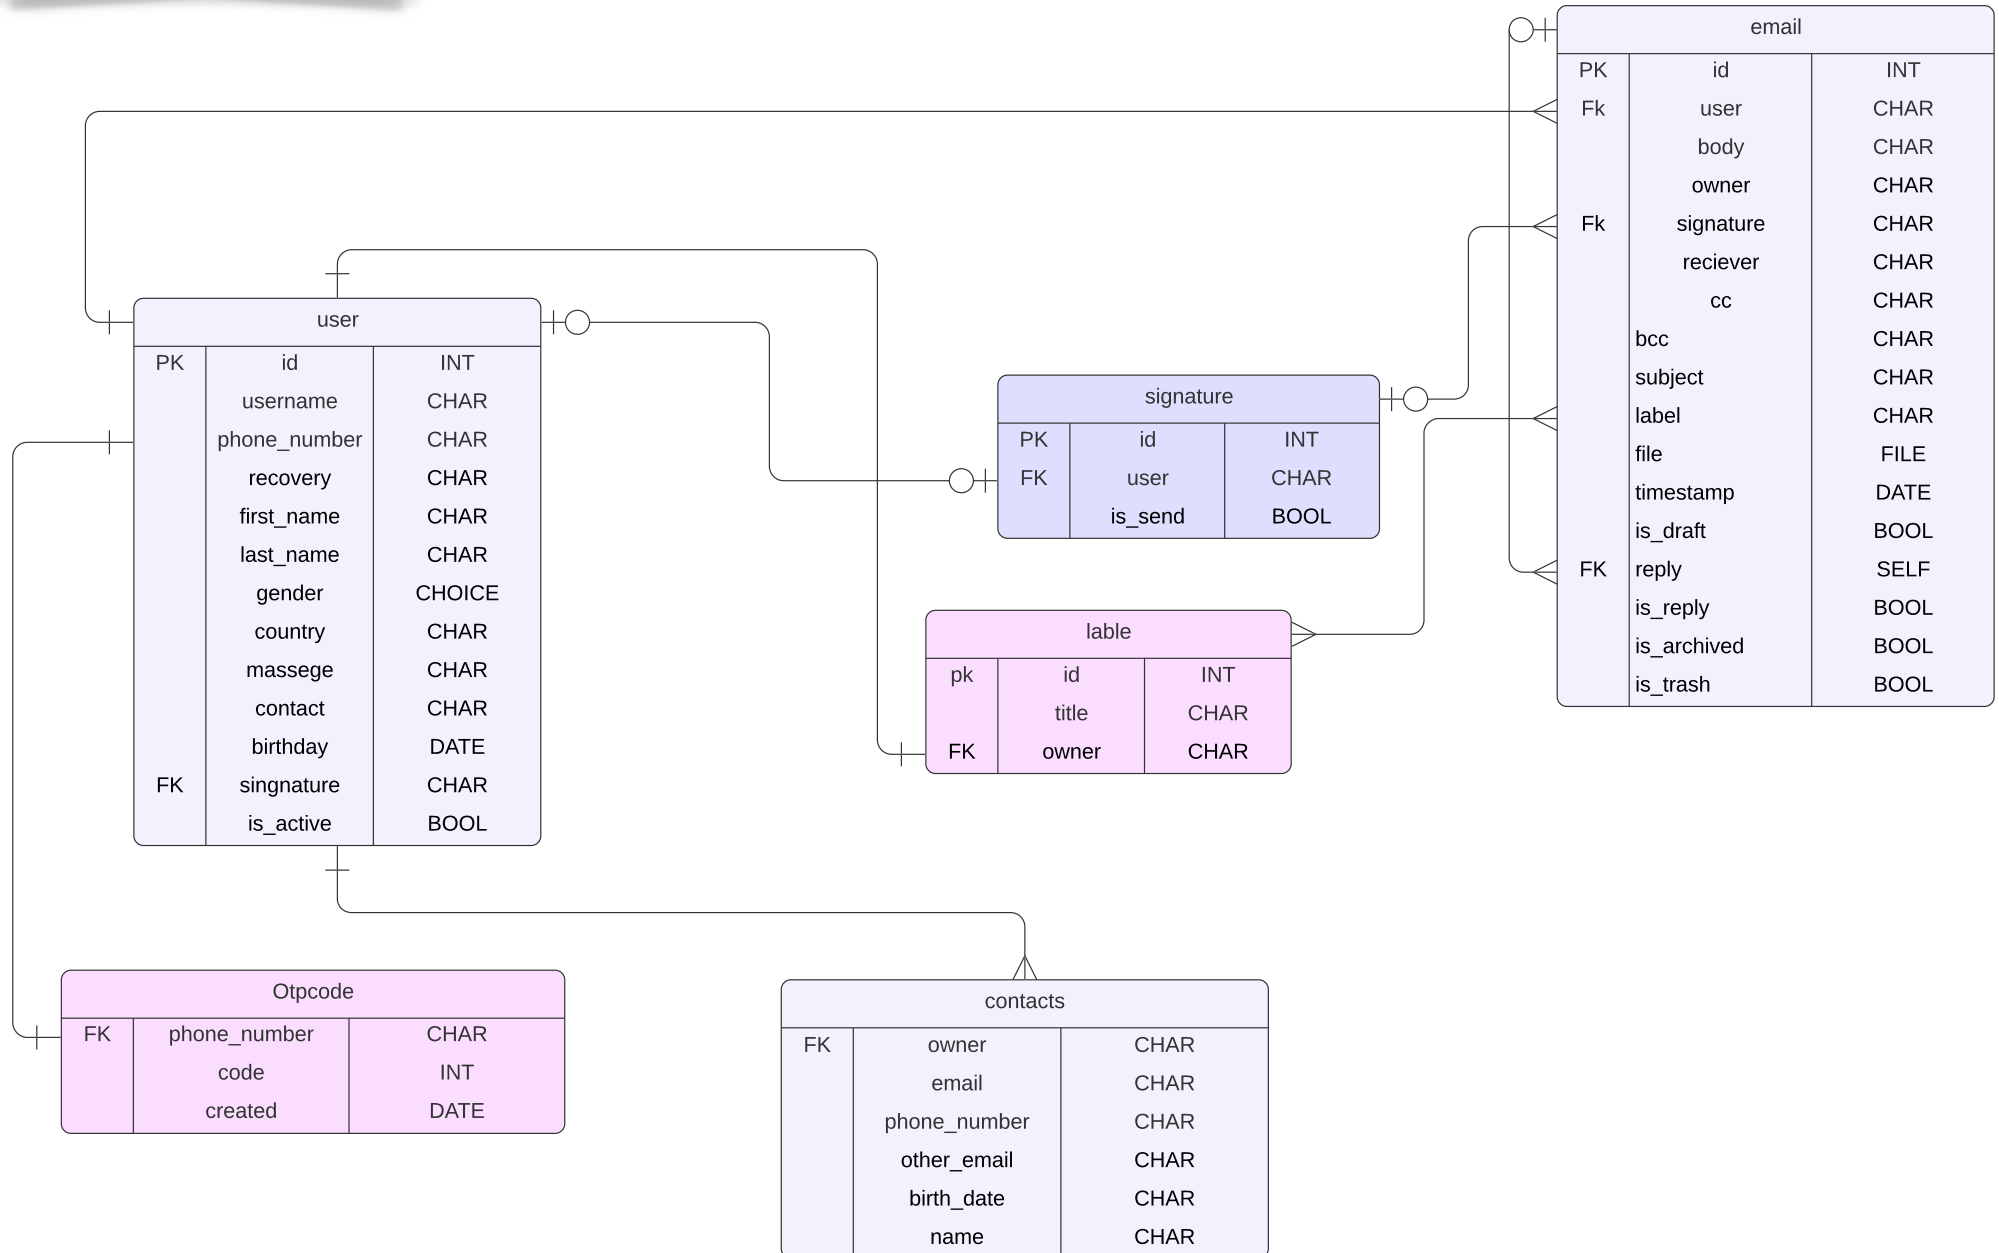 email
PK id INT
Fk user CHAR
body CHAR
owner CHAR
Fk signature CHAR
reciever CHAR
cc CHAR
bcc CHAR
subject CHAR
label CHAR
file FILE
timestamp DATE
is_draft BOOL
FK reply SELF
is_reply BOOL
is_archived BOOL
is_trash BOOL
user
PK id INT
username CHAR
phone_number CHAR
recovery CHAR
first_name CHAR
last_name CHAR
gender CHOICE
country CHAR
massege CHAR
contact CHAR
birthday DATE
FK singnature CHAR
is_active BOOL
signature
PK id INT
FK user CHAR
is_send BOOL
lable
pk id INT
title CHAR
FK owner CHAR
Otpcode
FK phone_number CHAR
code INT
created DATE
contacts
FK owner CHAR
email CHAR
phone_number CHAR
other_email CHAR
birth_date CHAR
name CHAR